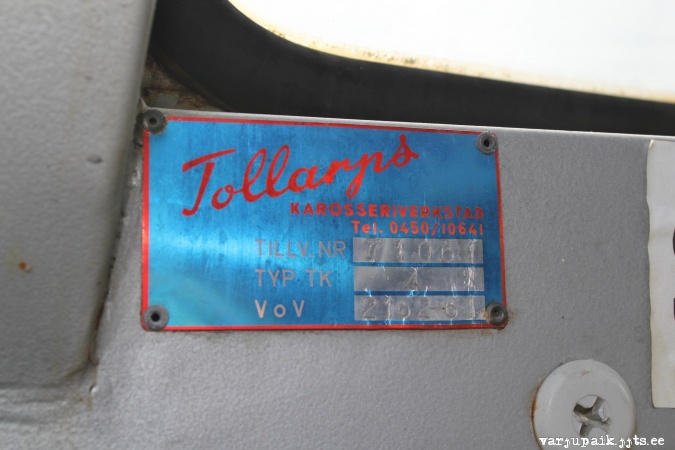 Tollarps
KAROSSERIVERKSTAD
Tel. 0450/10641
TILLV.NR
TYP. TK
VoV
varjupaik.jjts.ee